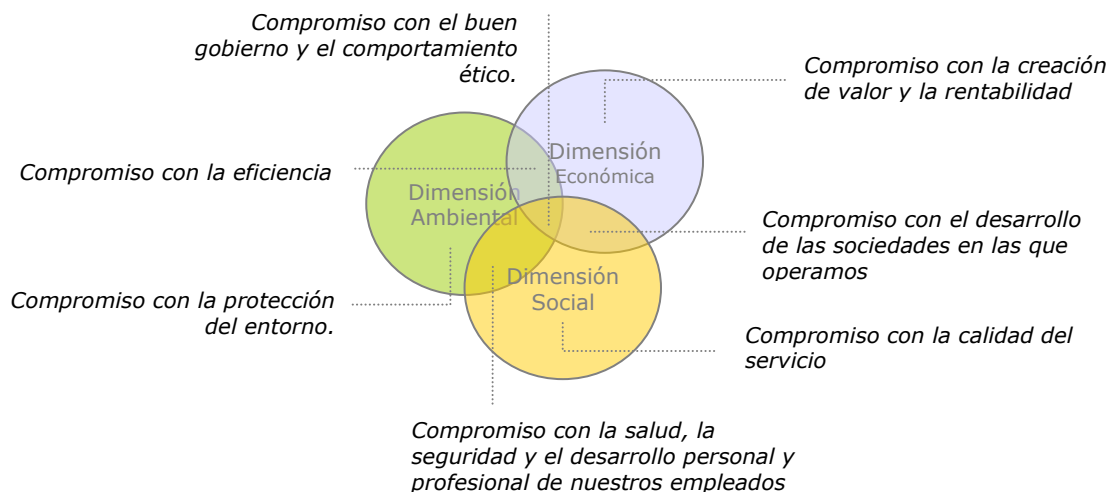 Compromiso con el buen
gobierno y el comportamiento
ético.
Compromiso con la creación
de valor y la rentabilidad
Dimensión
Económica
Compromiso con la eficiencia
Dimensión
Ambiental
Compromiso con el desarrollo
de las sociedades en las que
operamos
Dimensión
Social
Compromiso con la protección
del entorno.
Compromiso con la calidad del
servicio
Compromiso con la salud, la
seguridad y el desarrollo personal y
profesional de nuestros empleados